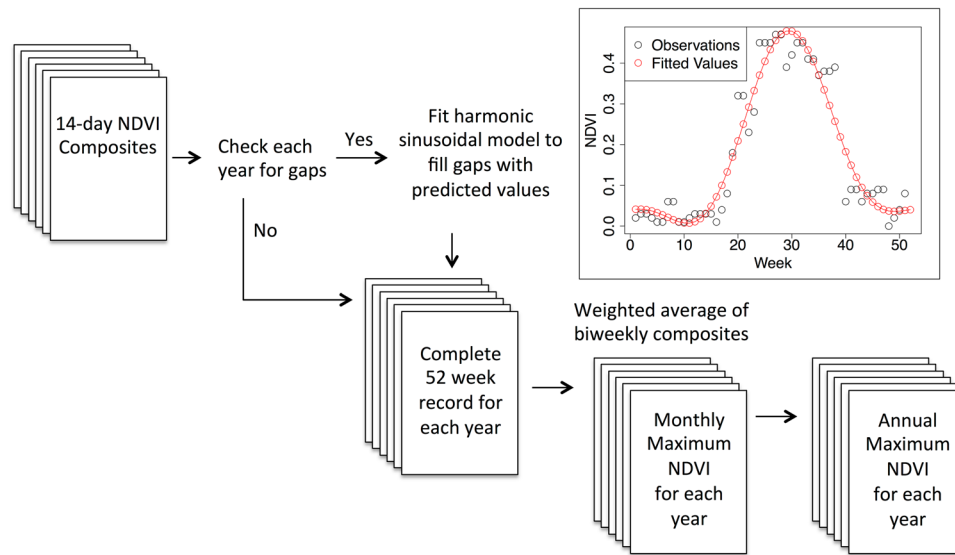 14-day NDVI
Composites
Check each
year for gaps
Yes
No
Fit harmonic
sinusoidal model to
fill gaps with
predicted values
Observations
Fitted Values
NDVI
0.4
0.3
0.2
0.1
0.0
0
10
20
30
40
50
Week
Complete
52 week
record for
each year
Weighted average of
biweekly composites
Monthly
Maximum
NDVI
for each
year
Annual
Maximum
NDVI
for each
year